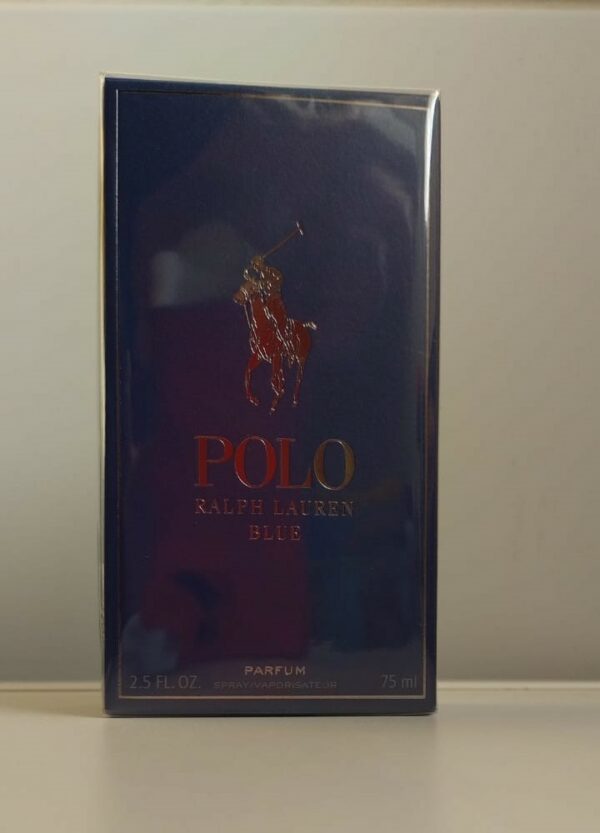 POLO
RALPH LAUREN
BLUE
PARFUM
2.5 FL. OZ. SPRAY/VAPORISATEUR 75 ml